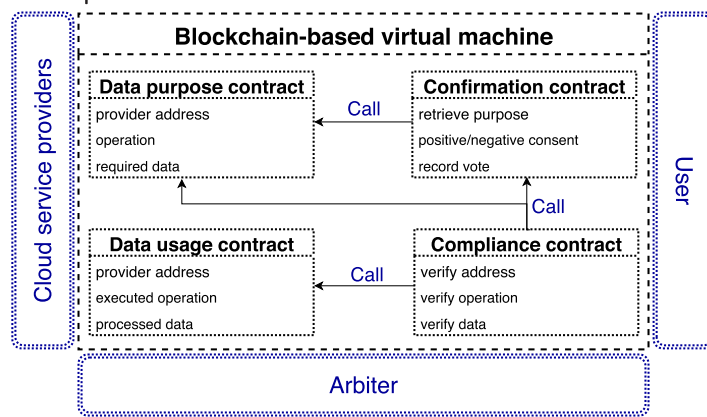 Blockchain-based virtual machine
Cloud service providers
Data purpose contract
provider address
operation
required data
Call
Confirmation contract
retrieve purpose
positive/negative consent
record vote
User
Call
Data usage contract
provider address
executed operation
processed data
Call
Compliance contract
verify address
verify operation
verify data
Arbiter